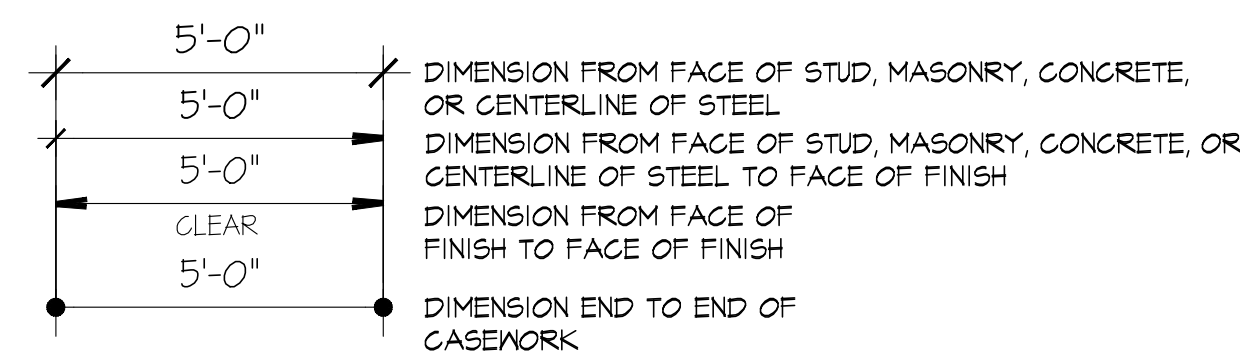 5'-0"
DIMENSION FROM FACE OF STUD, MASONRY, CONCRETE,
OR CENTERLINE OF STEEL
5'-0"
DIMENSION FROM FACE OF STUD, MASONRY, CONCRETE, OR
CENTERLINE OF STEEL TO FACE OF FINISH
5'-0"
CLEAR
DIMENSION FROM FACE OF
FINISH TO FACE OF FINISH
5'-0"
DIMENSION END TO END OF
CASEWORK